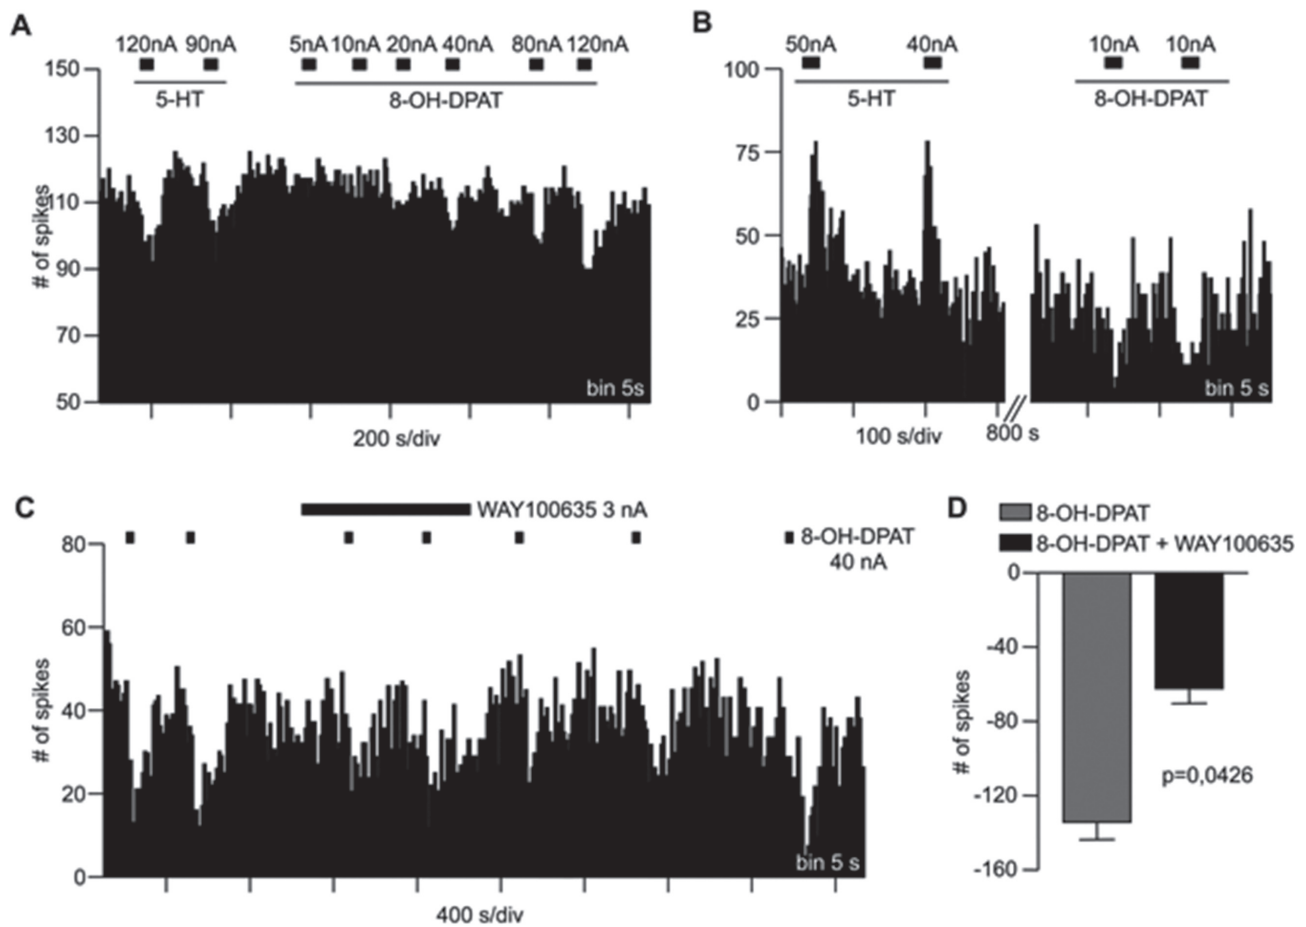 A
120nA 90nA 5nA 10nA 20nA 40nA 80nA 120nA
5-HT 8-OH-DPAT
150
130
110
90
70
50
# of spikes
bin 5s
200 s/div
B
50nA 40nA 10nA 10nA
5-HT 8-OH-DPAT
100
75
50
25
0
bin 5 s
100 s/div 800 s
C
WAY100635 3 nA
8-OH-DPAT
40 nA
80
60
40
20
0
# of spikes
bin 5 s
400 s/div
D
8-OH-DPAT
8-OH-DPAT + WAY100635
0
-40
-80
-120
-160
# of spikes
p=0,0426